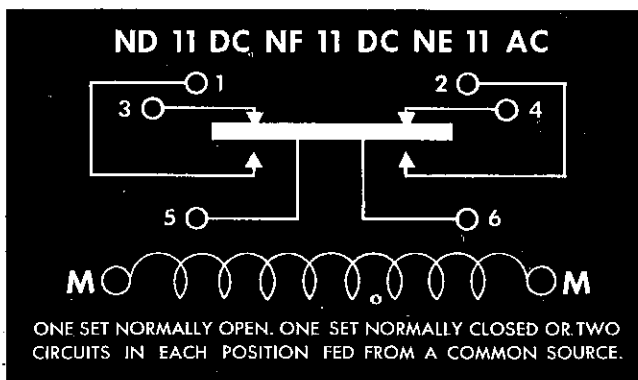 ND 11 DC NF 11 DC NE 11 AC
1 2
3 4
5 6
M M
ONE SET NORMALLY OPEN. ONE SET NORMALLY CLOSED OR TWO
CIRCUITS IN EACH POSITION FED FROM A COMMON SOURCE.